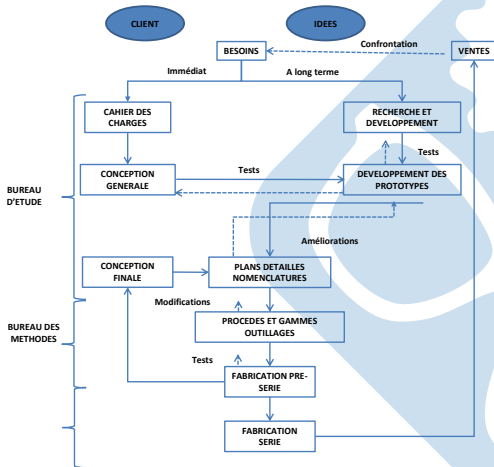 CLIENT
IDEES
BESOINS
Confrontation
VENTES
Immédiat
A long terme
CAHIER DES
CHARGES
RECHERCHE ET
DEVELOPPEMENT
Tests
CONCEPTION
GENERALE
Tests
DEVELOPPEMENT DES
PROTOTYPES
BUREAU
D'ETUDE
Améliorations
CONCEPTION
FINALE
PLANS DETAILLES
NOMENCLATURES
Modifications
BUREAU DES
METHODES
PROCEDES ET GAMMES
OUTILLAGES
Tests
FABRICATION PRE-
SERIE
FABRICATION
SERIE